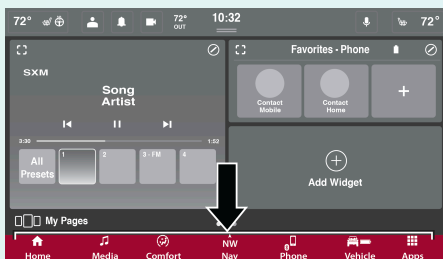 72° 72° OUT 10:32 72°
SXM
Song
Artist
3:30 1:52
All Presets
1 2 3 - FM 4
Favorites - Phone
Contact Mobile
Contact Home
+
Add Widget
My Pages
NW
Home Media Comfort Nav Phone Vehicle Apps